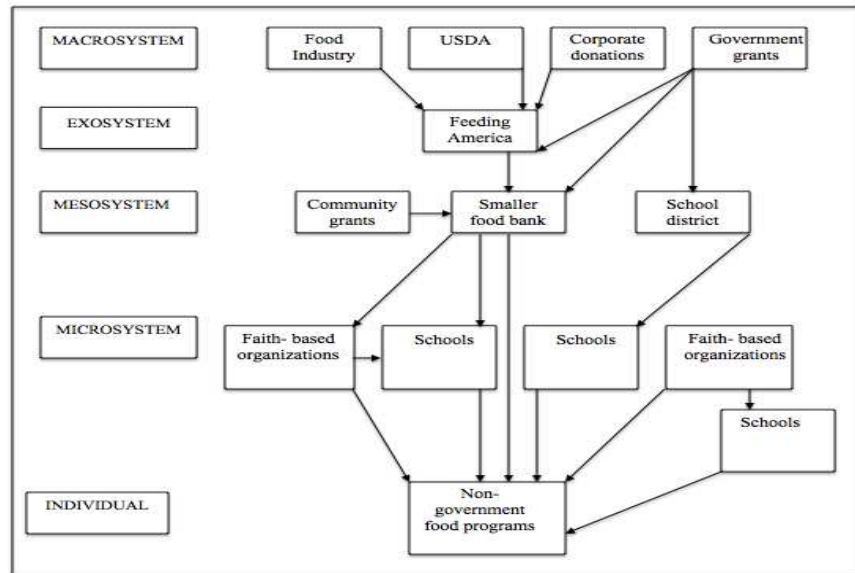 MACROSYSTEM
Food
Industry
USDA
Corporate
donations
Government
grants
EXOSYSTEM
Feeding
America
MESOSYSTEM
Community
grants
Smaller
food bank
School
district
MICROSYSTEM
Faith- based
organizations
Schools
Schools
Faith- based
organizations
Schools
INDIVIDUAL
Non-
government
food programs